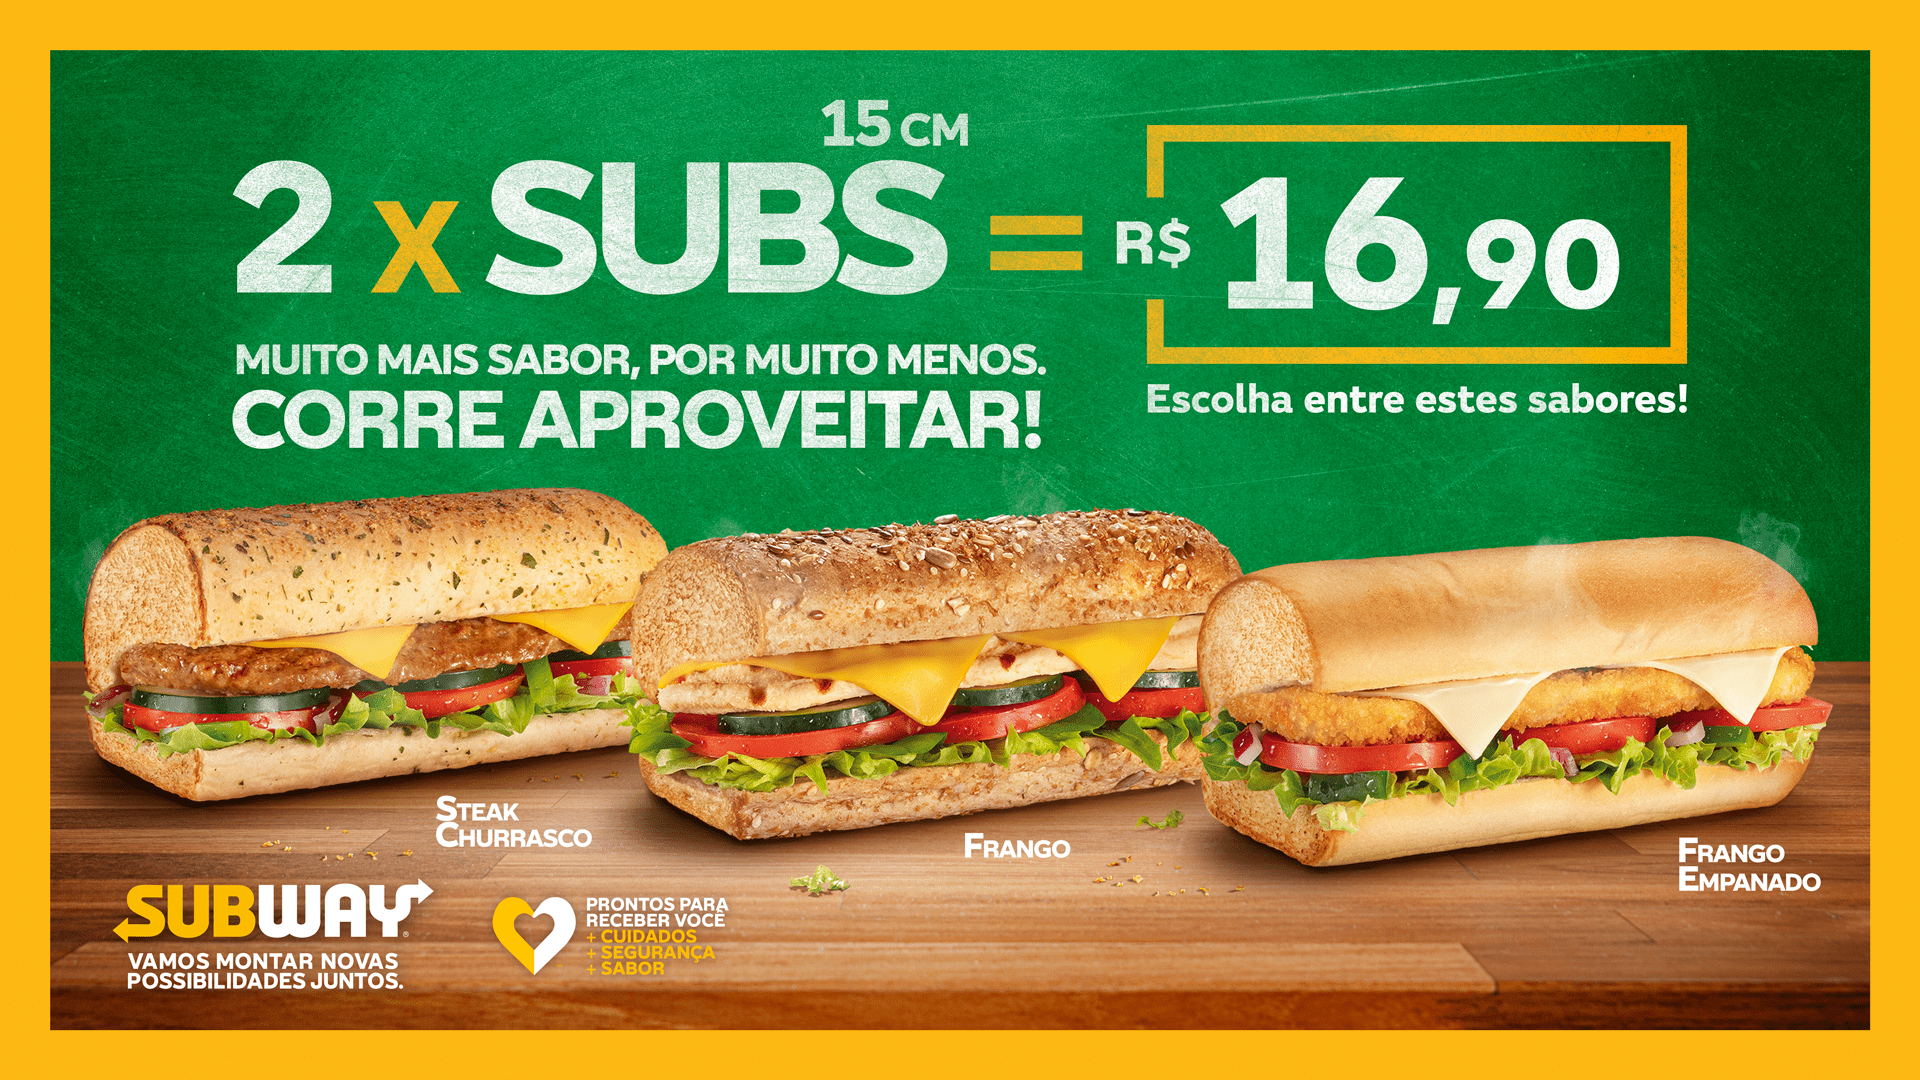 15 CM
2 x SUBS = R$ 16,90
MUITO MAIS SABOR, POR MUITO MENOS.
CORRE APROVEITAR!
Escolha entre estes sabores!
STEAK
CHURRASCO
FRANGO
FRANGO
EMPANADO
SUBWAY®
VAMOS MONTAR NOVAS
POSSIBILIDADES JUNTOS.
PRONTOS PARA
RECEBER VOCÊ
+ CUIDADOS
+ SEGURANÇA
+ SABOR